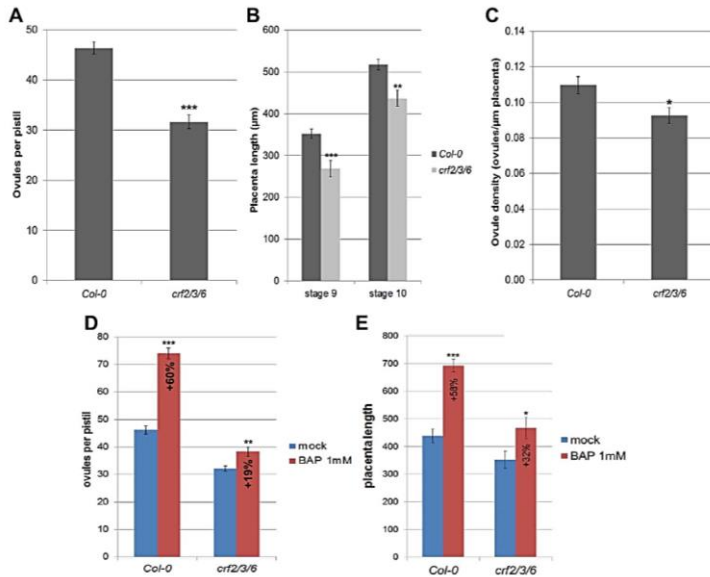 A
Ovules per pistil
50
40
30
20
10
0
***
Col-0
crf2/3/6
B
Placenta length (µm)
600
500
400
300
200
100
0
***
**
stage 9
stage 10
Col-0
crf2/3/6
C
Ovule density (ovules/µm placenta)
0.14
0.12
0.10
0.08
0.06
0.04
0.02
0.00
*
Col-0
crf2/3/6
D
ovules per pistil
80
70
60
50
40
30
20
10
0
***
+60%
**
+19%
Col-0
crf2/3/6
mock
BAP 1mM
E
placenta length
800
700
600
500
400
300
200
100
0
***
+58%
*
+32%
Col-0
crf2/3/6
mock
BAP 1mM